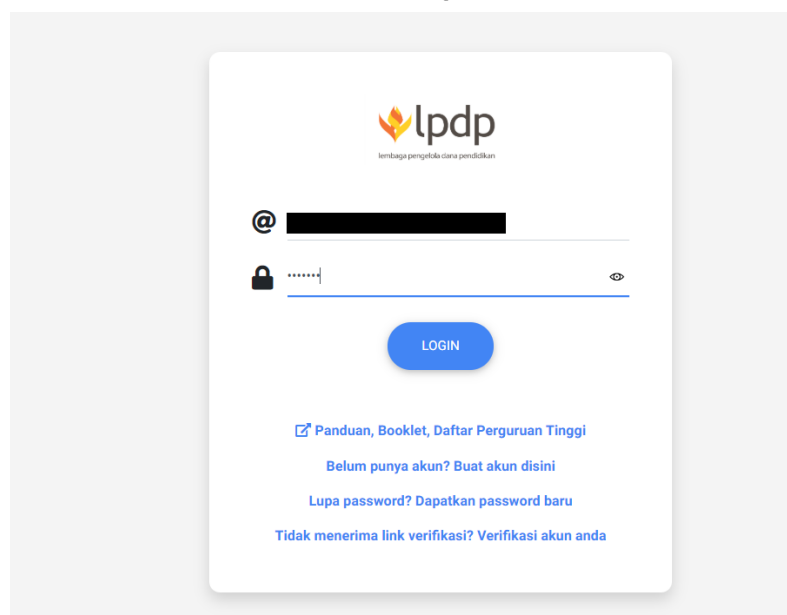 lpdp
lembaga pengelola dana pendidikan
@
•••••••
LOGIN
Panduan, Booklet, Daftar Perguruan Tinggi
Belum punya akun? Buat akun disini
Lupa password? Dapatkan password baru
Tidak menerima link verifikasi? Verifikasi akun anda